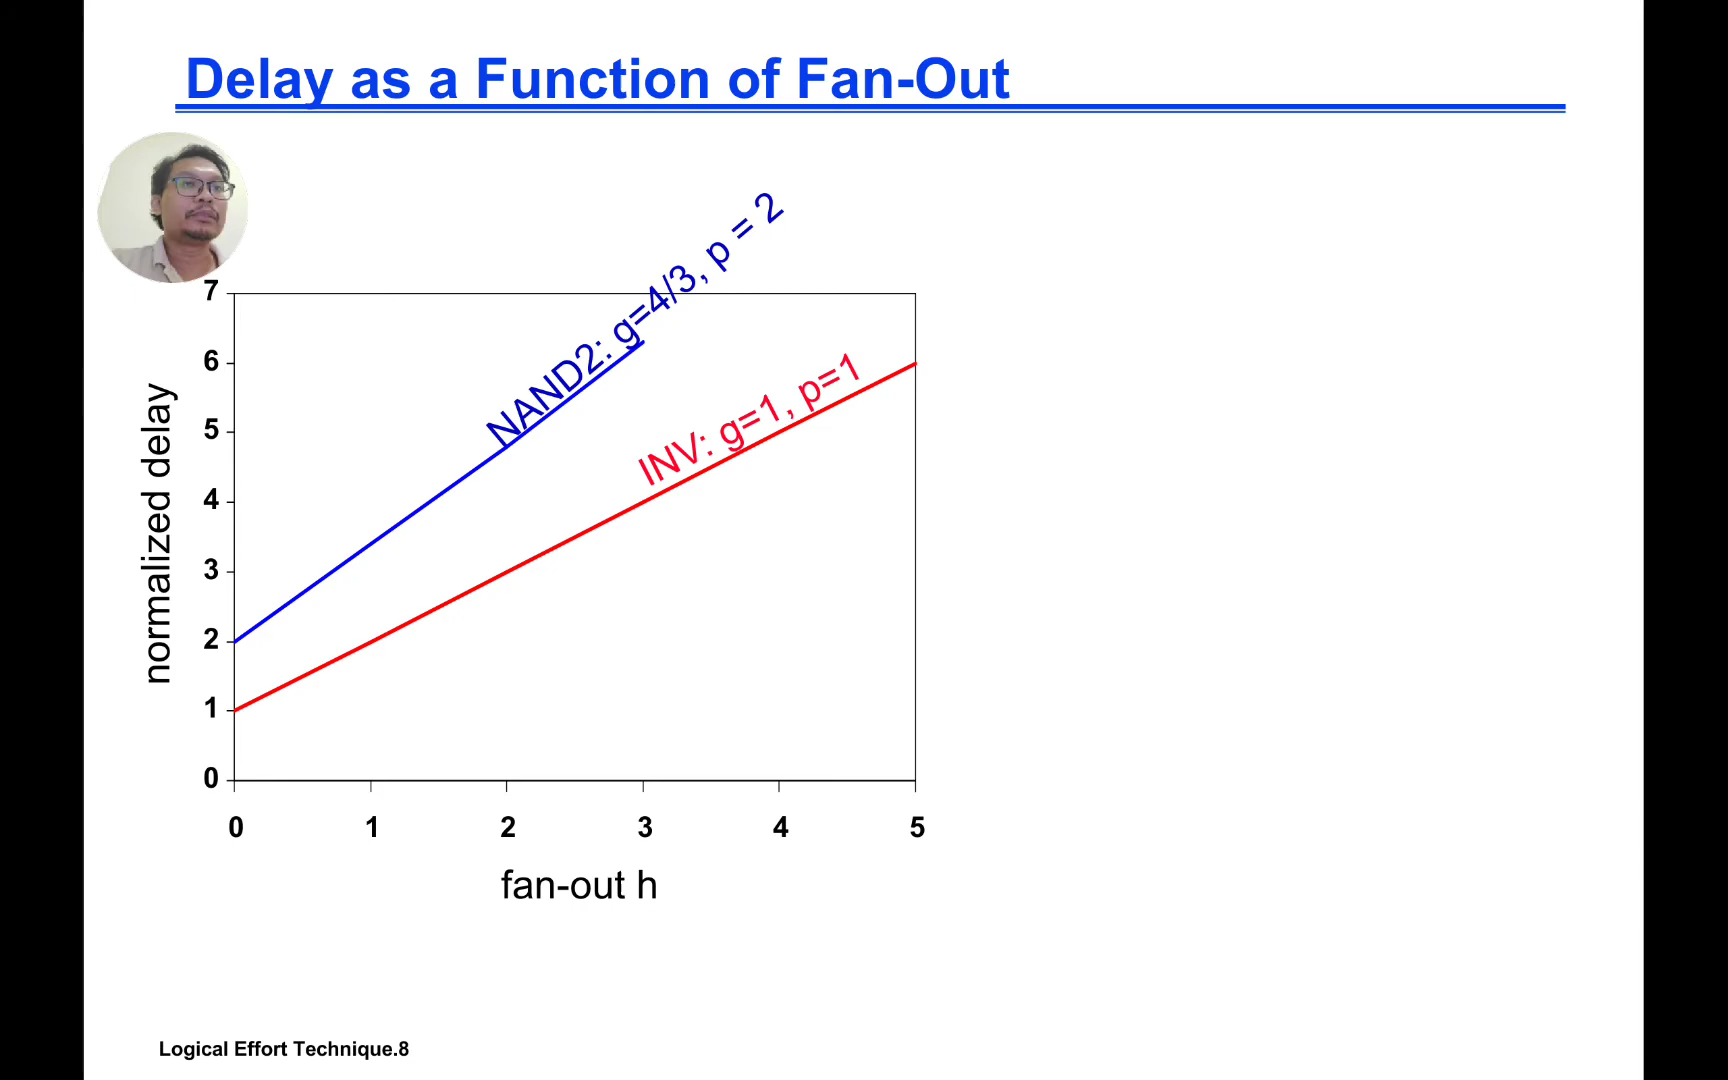 Delay as a Function of Fan-Out
NAND2: g=4/3, p = 2
INV: g=1, p=1
normalized delay
7
6
5
4
3
2
1
0
0 1 2 3 4 5
fan-out h
Logical Effort Technique.8